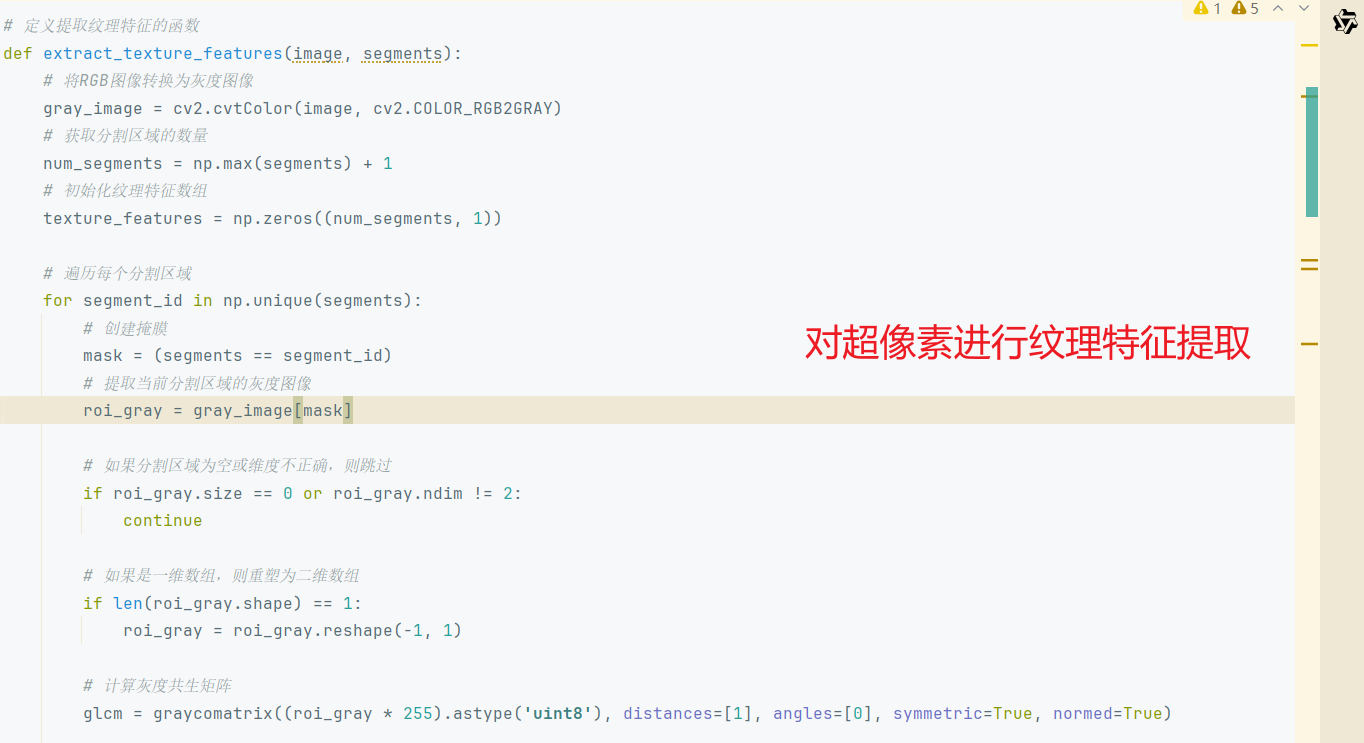 1 5
# 定义提取纹理特征的函数
def extract_texture_features(image, segments):
# 将RGB图像转换为灰度图像
gray_image = cv2.cvtColor(image, cv2.COLOR_RGB2GRAY)
# 获取分割区域的数量
num_segments = np.max(segments) + 1
# 初始化纹理特征数组
texture_features = np.zeros((num_segments, 1))
# 遍历每个分割区域
for segment_id in np.unique(segments):
# 创建掩膜
mask = (segments == segment_id)
对超像素进行纹理特征提取
# 提取当前分割区域的灰度图像
roi_gray = gray_image[mask]
# 如果分割区域为空或维度不正确，则跳过
if roi_gray.size == 0 or roi_gray.ndim != 2:
continue
# 如果是一维数组，则重塑为二维数组
if len(roi_gray.shape) == 1:
roi_gray = roi_gray.reshape(-1, 1)
# 计算灰度共生矩阵
glcm = graycomatrix((roi_gray * 255).astype('uint8'), distances=[1], angles=[0], symmetric=True, normed=True)